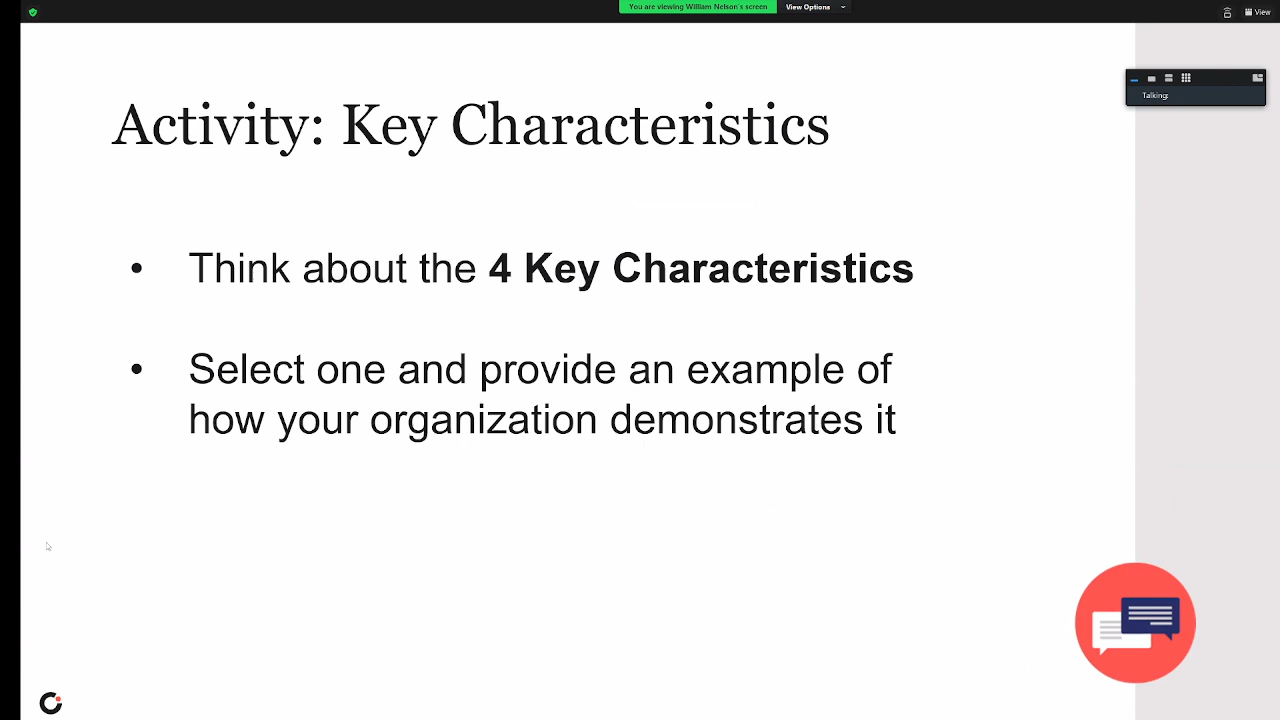 You are viewing William Nelson's screen
View Options
View
Talking:
Activity: Key Characteristics
• Think about the 4 Key Characteristics
• Select one and provide an example of
how your organization demonstrates it